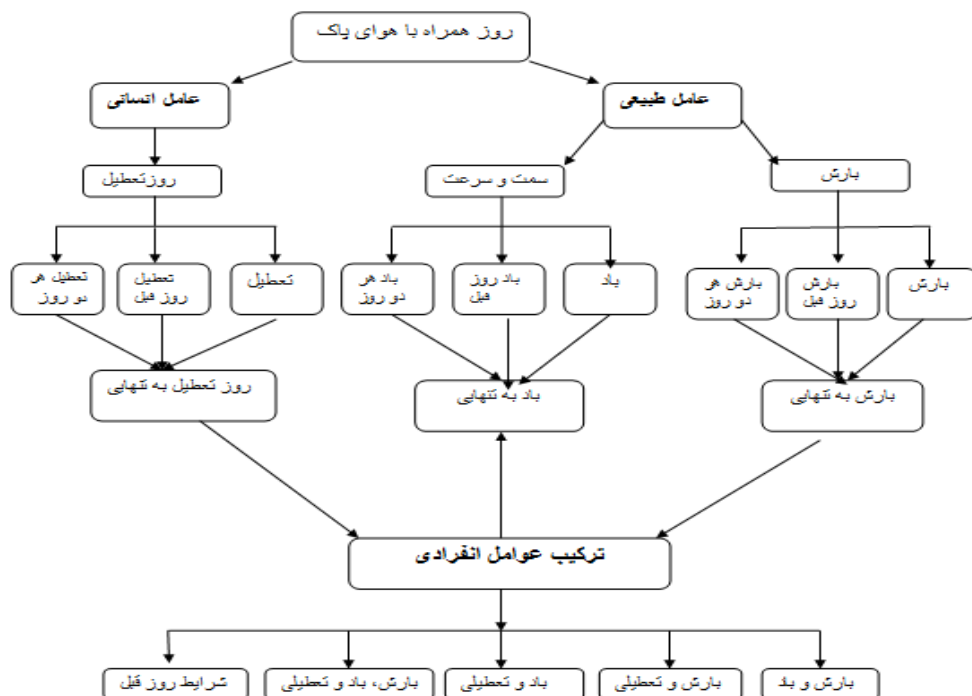 روز همراه با هوای پاک
عامل طبیعی
عامل انسانی
بارش
سمت و سرعت
روزتعطیل
بارش
بارش
روز قبل
بارش هر
دو روز
باد
باد روز
قبل
باد هر
دو روز
تعطیل
تعطیل
روز قبل
تعطیل هر
دو روز
بارش به تنهایی
باد به تنهایی
روز تعطیل به تنهایی
ترکیب عوامل انفرادی
بارش و باد
بارش و تعطیلی
باد و تعطیلی
بارش، باد و تعطیلی
شرایط روز قبل